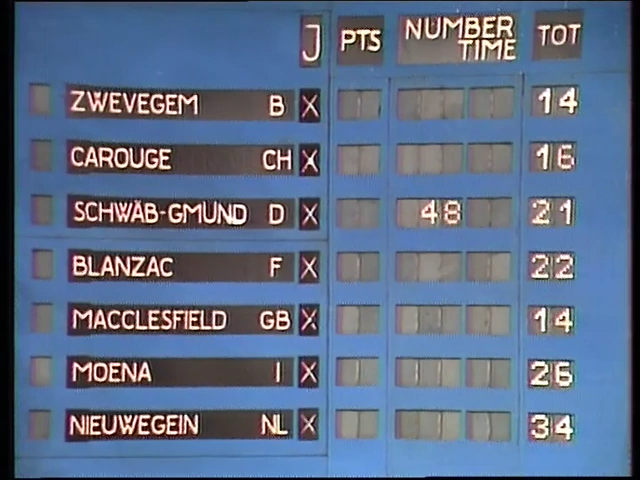 J PTS NUMBER TIME TOT
ZWEVEGEM B X 14
CAROUGE CH X 16
SCHWÄB-GMUND D X 48 21
BLANZAC F X 22
MACCLESFIELD GB X 14
MOENA I X 26
NIEUWEGEIN NL X 34